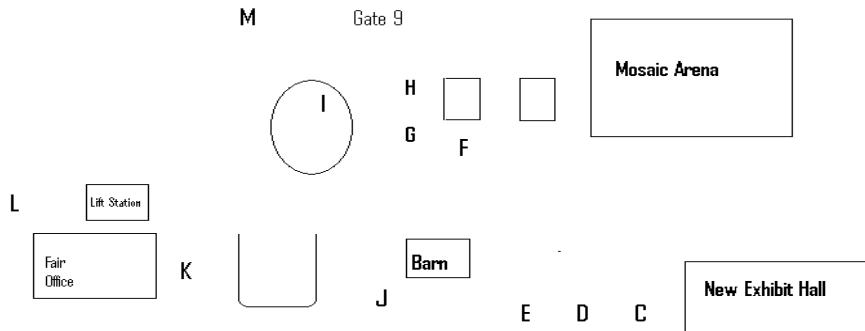 M
Gate 9
Mosaic Arena
I
H
G
F
L
Lift Station
Fair
Office
K
Barn
J
New Exhibit Hall
E
D
C